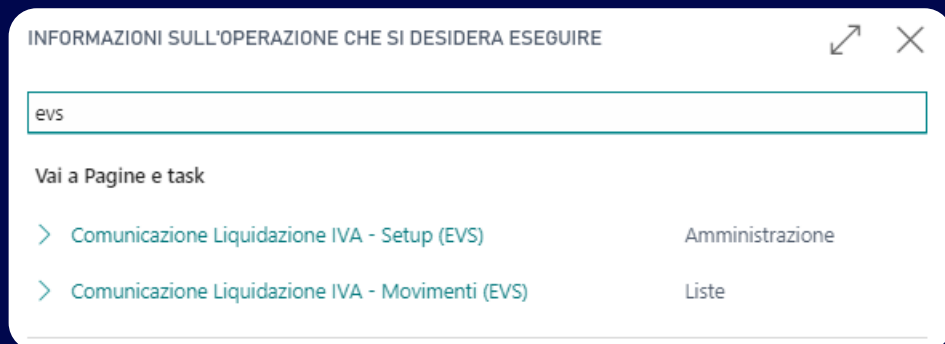 INFORMAZIONI SULL'OPERAZIONE CHE SI DESIDERA ESEGUIRE
evs
Vai a Pagine e task
Comunicazione Liquidazione IVA - Setup (EVS) Amministrazione
Comunicazione Liquidazione IVA - Movimenti (EVS) Liste